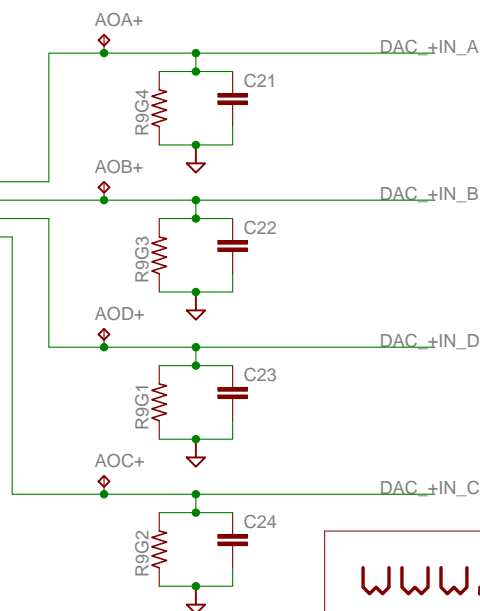 AOA+
DAC_+IN_A
R9G4
C21
AOB+
DAC_+IN_B
R9G3
C22
AOD+
DAC_+IN_D
R9G1
C23
AOC+
DAC_+IN_C
R9G2
C24
www.